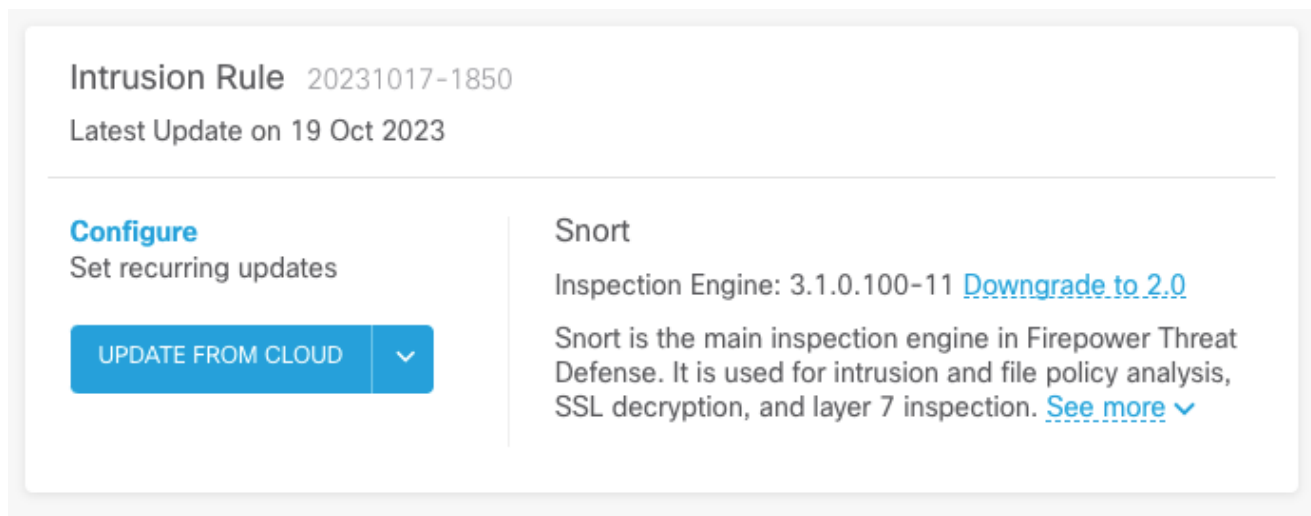 Intrusion Rule 20231017-1850
Latest Update on 19 Oct 2023
Configure
Set recurring updates
UPDATE FROM CLOUD
Snort
Inspection Engine: 3.1.0.100-11 Downgrade to 2.0
Snort is the main inspection engine in Firepower Threat
Defense. It is used for intrusion and file policy analysis,
SSL decryption, and layer 7 inspection. See more